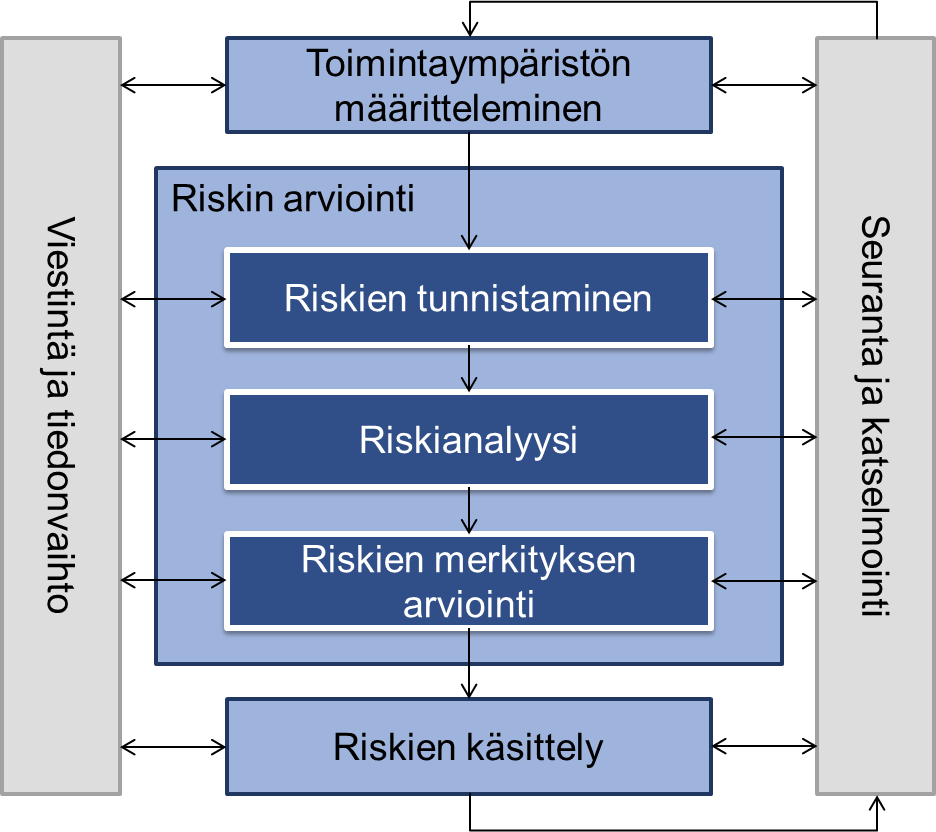 Toimintaympäristön
määritteleminen
Viestintä ja tiedonvaihto
Riskin arviointi
Riskien tunnistaminen
Riskianalyysi
Riskien merkityksen
arviointi
Riskien käsittely
Seuranta ja katselmointi